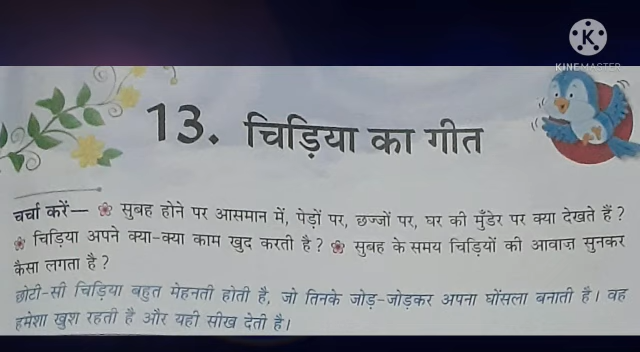 KINEMASTER
13. चिड़िया का गीत
चर्चा करें— सुबह होने पर आसमान में, पेड़ों पर, छज्जों पर, घर की मुँडेर पर क्या देखते हैं ?
चिड़िया अपने क्या-क्या काम खुद करती है ? सुबह के समय चिड़ियों की आवाज़ सुनकर
कैसा लगता है ?
छोटी-सी चिड़िया बहुत मेहनती होती है, जो तिनके जोड़-जोड़कर अपना घोंसला बनाती है। वह
हमेशा खुश रहती है और यही सीख देती है।